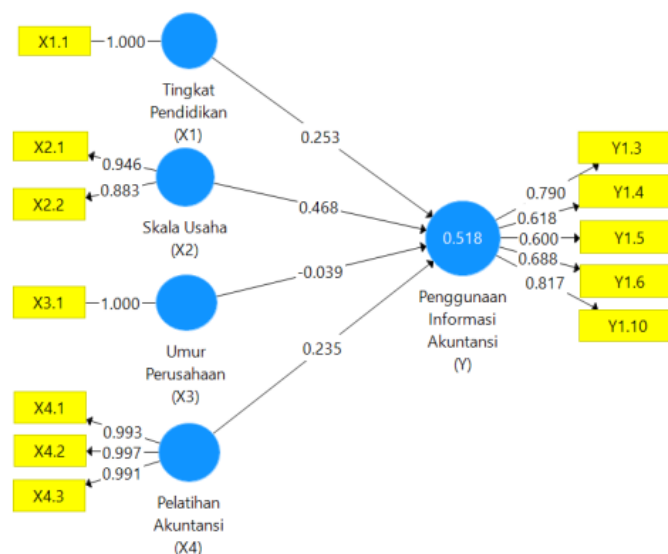 X1.1
1.000
Tingkat
Pendidikan
(X1)
0.253
X2.1
0.946
X2.2
0.883
Skala Usaha
(X2)
0.468
X3.1
1.000
Umur
Perusahaan
(X3)
-0.039
X4.1
0.993
X4.2
0.997
X4.3
0.991
Pelatihan
Akuntansi
(X4)
0.235
0.518
Penggunaan
Informasi
Akuntansi
(Y)
0.790
Y1.3
0.618
Y1.4
0.600
Y1.5
0.688
Y1.6
0.817
Y1.10